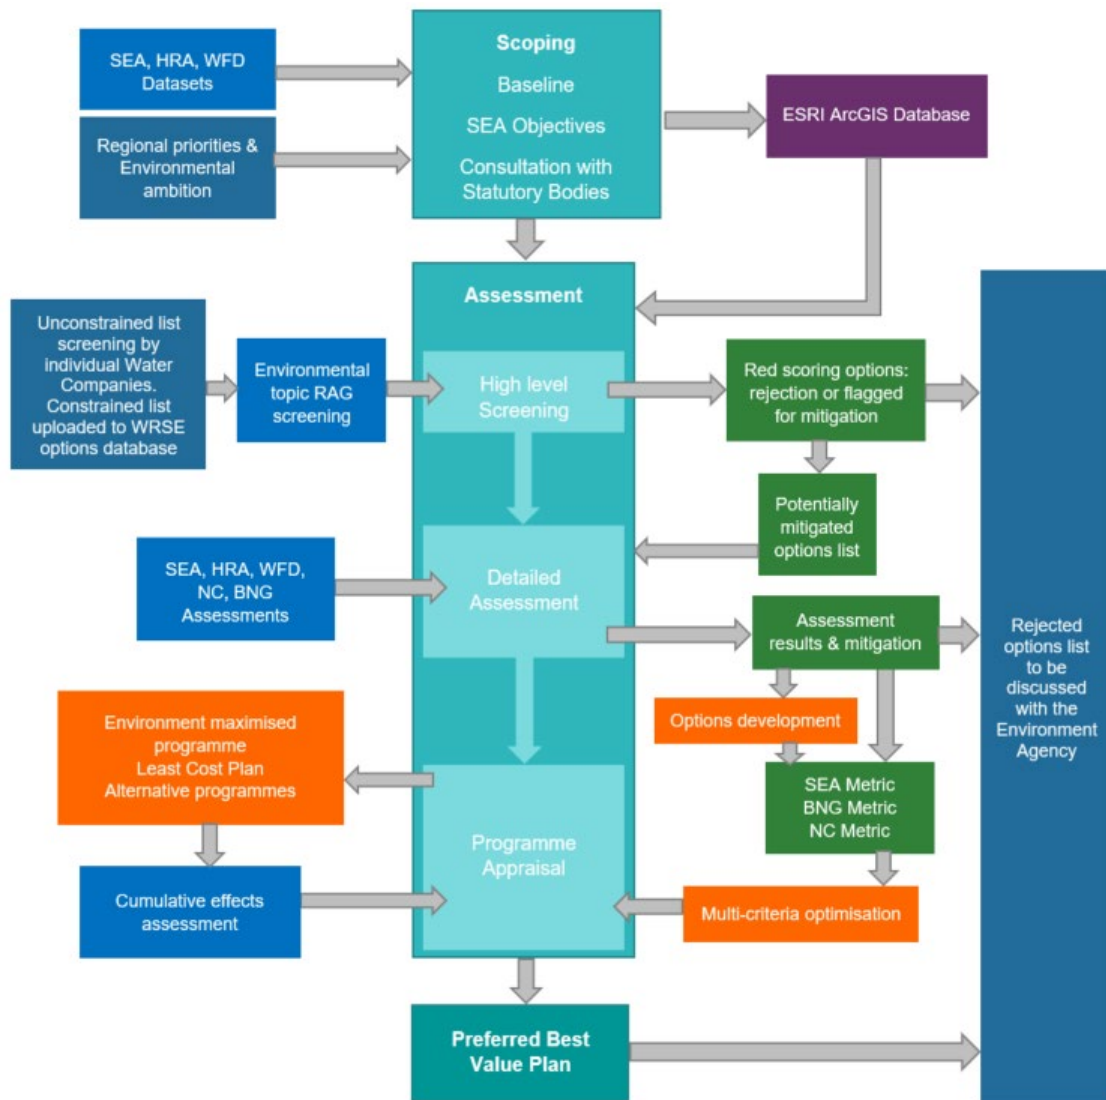 SEA, HRA, WFD
Datasets
Regional priorities &
Environmental
ambition
Scoping
Baseline
SEA Objectives
Consultation with
Statutory Bodies
ESRI ArcGIS Database
Assessment
Unconstrained list
screening by
individual Water
Companies.
Constrained list
uploaded to WRSE
options database
Environmental
topic RAG
screening
High level
Screening
Red scoring options:
rejection or flagged
for mitigation
Potentially
mitigated
options list
SEA, HRA, WFD,
NC, BNG
Assessments
Detailed
Assessment
Assessment
results & mitigation
Options development
SEA Metric
BNG Metric
NC Metric
Multi-criteria optimisation
Environment maximised
programme
Least Cost Plan
Alternative programmes
Cumulative effects
assessment
Programme
Appraisal
Preferred Best
Value Plan
Rejected
options list
to be
discussed
with the
Environment
Agency